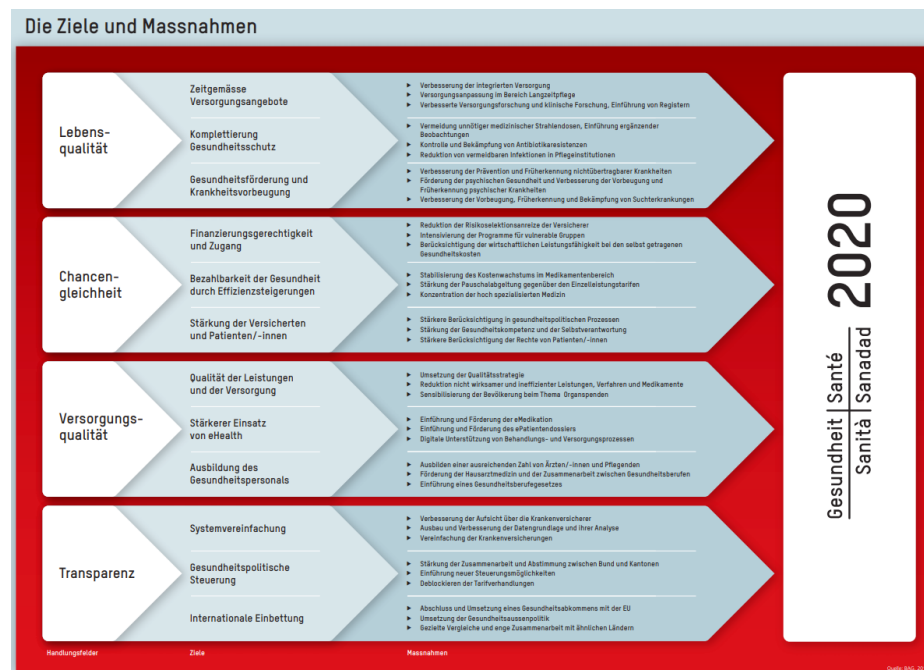 Die Ziele und Massnahmen
Lebens-
qualität
Zeitgemässe
Versorgungsangebote
► Verbesserung der integrierten Versorgung
► Versorgungsanpassung im Bereich Langzeitpflege
► Verbesserte Versorgungsforschung und klinische Forschung, Einführung von Registern
Komplettierung
Gesundheitsschutz
► Vermeidung unnötiger medizinischer Strahlendosen, Einführung ergänzender
Beobachtungen
► Kontrolle und Bekämpfung von Antibiotikaresistenzen
► Reduktion von vermeidbaren Infektionen in Pflegeinstitutionen
Gesundheitsförderung und
Krankheitsvorbeugung
► Verbesserung der Prävention und Früherkennung nichtübertragbarer Krankheiten
► Förderung der psychischen Gesundheit und Verbesserung der Vorbeugung und
Früherkennung psychischer Krankheiten
► Verbesserung der Vorbeugung, Früherkennung und Bekämpfung von Suchterkrankungen
Chancen-
gleichheit
Finanzierungsgerechtigkeit
und Zugang
► Reduktion der Risikoselektionsanreize der Versicherer
► Intensivierung der Programme für vulnerable Gruppen
► Berücksichtigung der wirtschaftlichen Leistungsfähigkeit bei den selbst getragenen
Gesundheitskosten
Bezahlbarkeit der Gesundheit
durch Effizienzsteigerungen
► Stabilisierung des Kostenwachstums im Medikamentenbereich
► Stärkung der Pauschalabgeltung gegenüber den Einzelleistungstarifen
► Konzentration der hoch spezialisierten Medizin
Stärkung der Versicherten
und Patienten/-innen
► Stärkere Berücksichtigung in gesundheitspolitischen Prozessen
► Stärkung der Gesundheitskompetenz und der Selbstverantwortung
► Stärkere Berücksichtigung der Rechte von Patienten/-innen
Versorgungs-
qualität
Qualität der Leistungen
und der Versorgung
► Umsetzung der Qualitätsstrategie
► Reduktion nicht wirksamer und ineffizienter Leistungen, Verfahren und Medikamente
► Sensibilisierung der Bevölkerung beim Thema Organspenden
Stärkerer Einsatz
von eHealth
► Einführung und Förderung der eMedikation
► Einführung und Förderung des ePatientendossiers
► Digitale Unterstützung von Behandlungs- und Versorgungsprozessen
Ausbildung des
Gesundheitspersonals
► Ausbilden einer ausreichenden Zahl von Ärzten/-innen und Pflegenden
► Förderung der Hausarztmedizin und der Zusammenarbeit zwischen Gesundheitsberufen
► Einführung eines Gesundheitsberufegesetzes
Transparenz
Systemvereinfachung
► Verbesserung der Aufsicht über die Krankenversicherer
► Ausbau und Verbesserung der Datengrundlage und ihrer Analyse
► Vereinfachung der Krankenversicherungen
Gesundheitspolitische
Steuerung
► Stärkung der Zusammenarbeit und Abstimmung zwischen Bund und Kantonen
► Einführung neuer Steuerungsmöglichkeiten
► Deblockieren der Tarifverhandlungen
Internationale Einbettung
► Abschluss und Umsetzung eines Gesundheitsabkommens mit der EU
► Umsetzung der Gesundheitsaussenpolitik
► Gezielte Vergleiche und enge Zusammenarbeit mit ähnlichen Ländern
Handlungsfelder
Ziele
Massnahmen
Gesundheit Santé
Sanità Sanadad
2020
Quelle: BAG